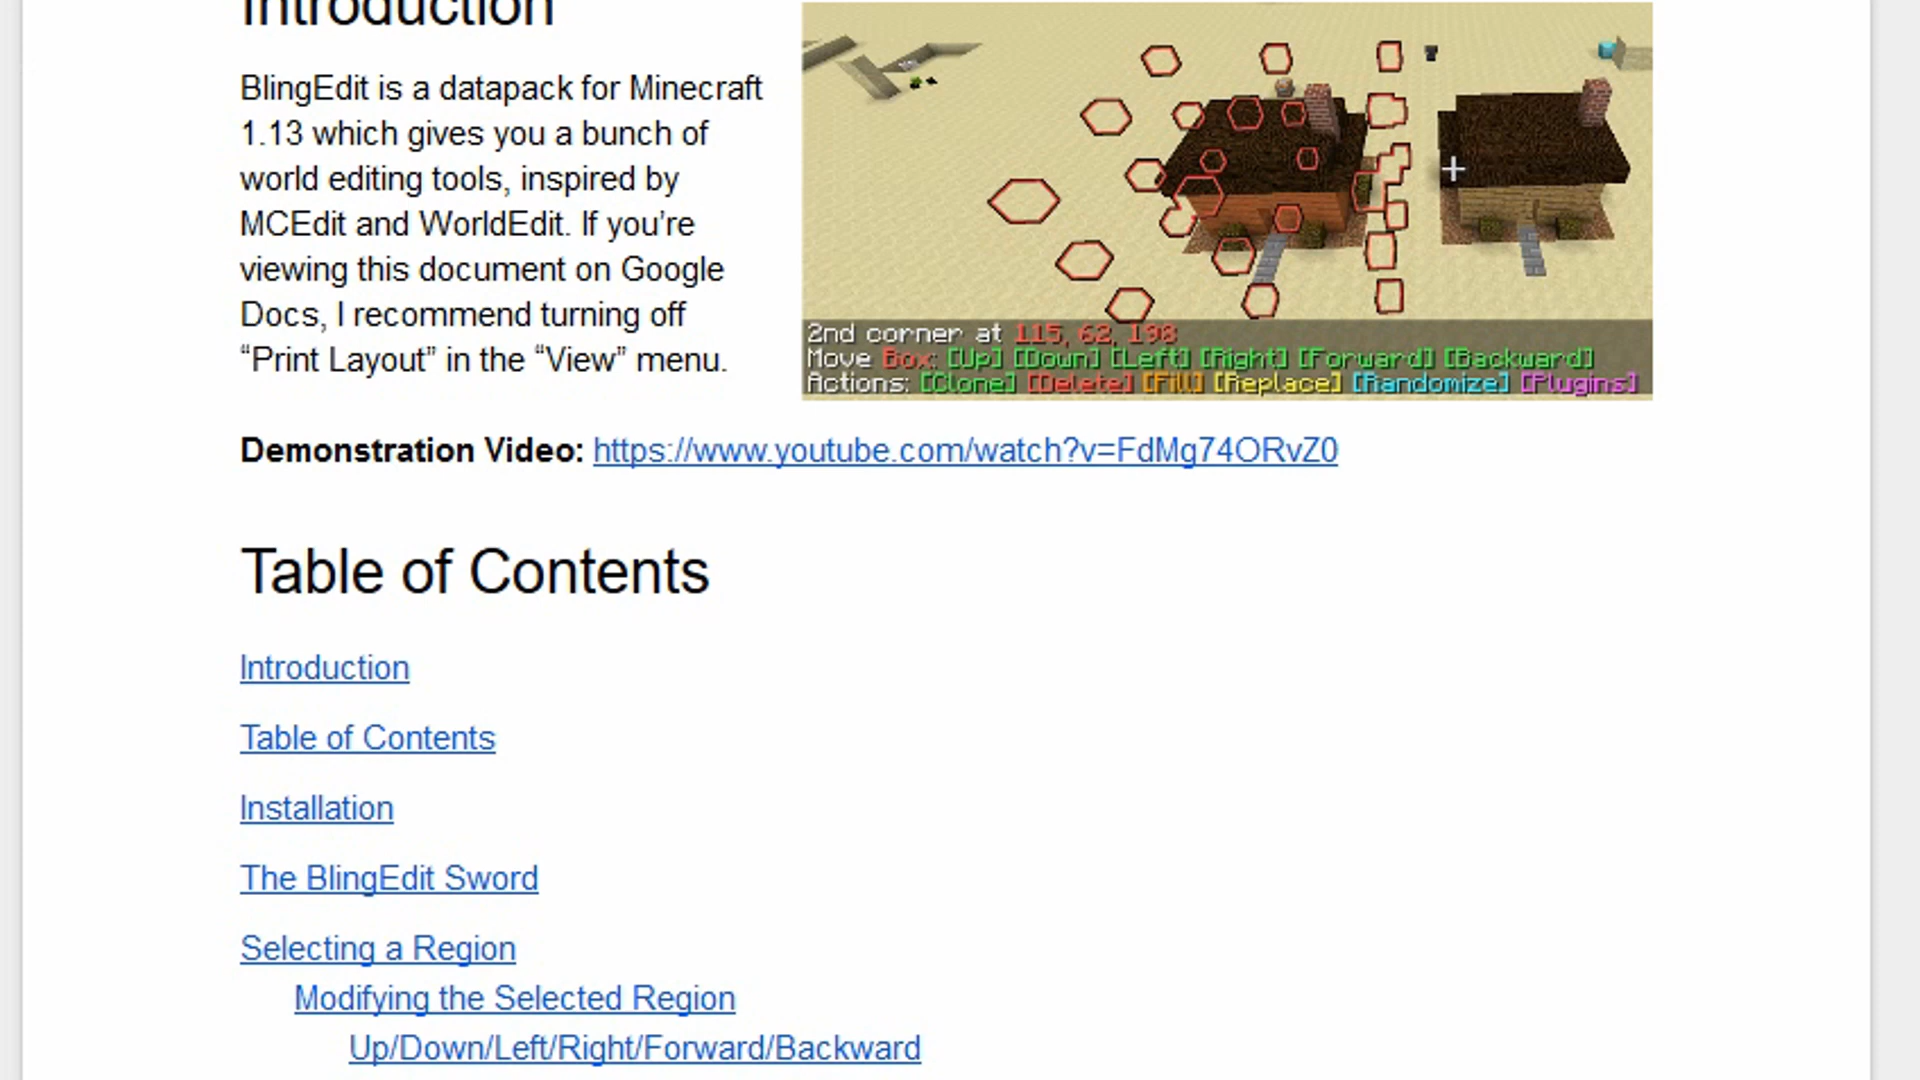 Introduction
BlingEdit is a datapack for Minecraft
1.13 which gives you a bunch of
world editing tools, inspired by
MCEdit and WorldEdit. If you’re
viewing this document on Google
Docs, I recommend turning off
“Print Layout” in the “View” menu.
2nd corner at 115, 62, 198
Move Box: [Up] [Down] [Left] [Right] [Forward] [Backward]
Actions: [Clone] [Delete] [Fill] [Replace] [Randomize] [Plugins]
Demonstration Video: https://www.youtube.com/watch?v=FdMg74ORvZ0
Table of Contents
Introduction
Table of Contents
Installation
The BlingEdit Sword
Selecting a Region
Modifying the Selected Region
Up/Down/Left/Right/Forward/Backward